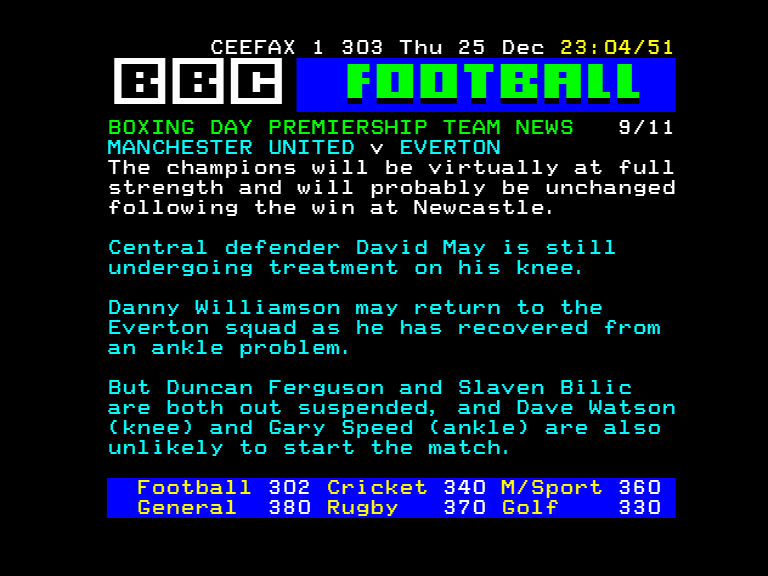 CEEFAX 1 303 Thu 25 Dec 23:04/51
BBC FOOTBALL
BOXING DAY PREMIERSHIP TEAM NEWS 9/11
MANCHESTER UNITED v EVERTON
The champions will be virtually at full
strength and will probably be unchanged
following the win at Newcastle.
Central defender David May is still
undergoing treatment on his knee.
Danny Williamson may return to the
Everton squad as he has recovered from
an ankle problem.
But Duncan Ferguson and Slaven Bilic
are both out suspended, and Dave Watson
(knee) and Gary Speed (ankle) are also
unlikely to start the match.
Football 302 Cricket 340 M/Sport 360
General 380 Rugby 370 Golf 330